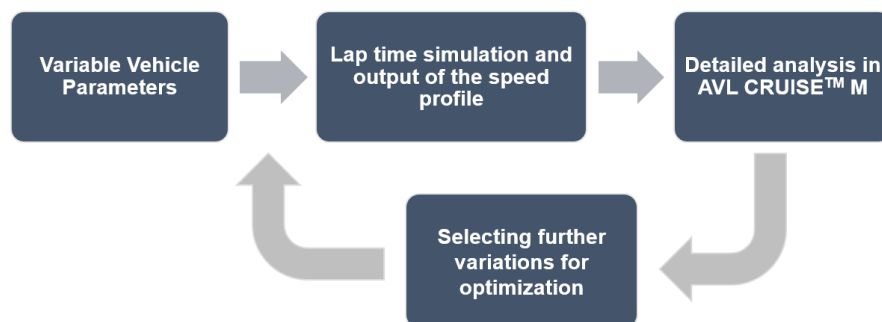 Variable Vehicle
Parameters
Lap time simulation and
output of the speed
profile
Detailed analysis in
AVL CRUISE™ M
Selecting further
variations for
optimization